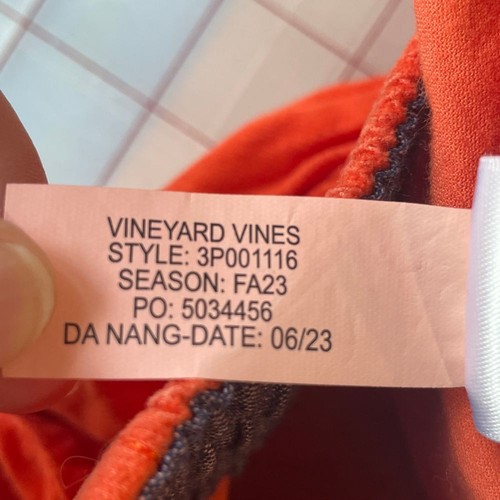 VINEYARD VINES
STYLE: 3P001116
SEASON: FA23
PO: 5034456
DA NANG-DATE: 06/23